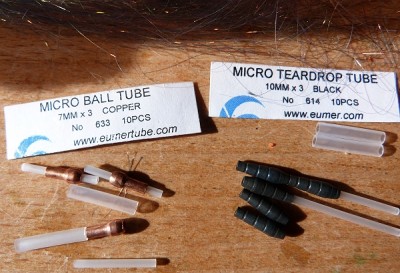 MICRO BALL TUBE
7MM x 3 COPPER
No 633 10PCS
www.eumertube.com
MICRO TEARDROP TUBE
10MM x 3 BLACK
No 614 10PCS
www.eumer.com